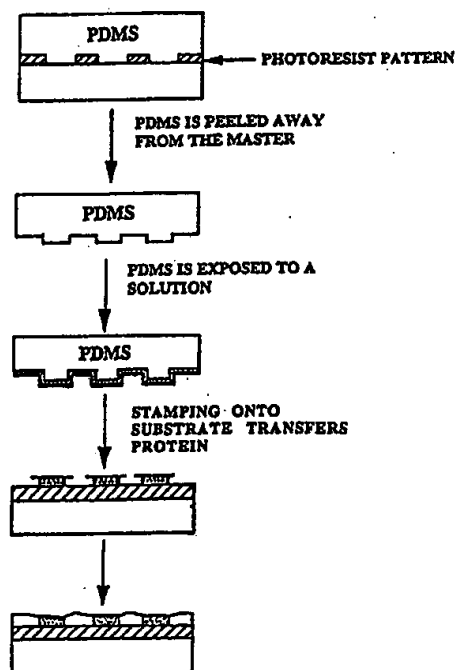 PDMS
PHOTORESIST PATTERN
PDMS IS PEELED AWAY
FROM THE MASTER
PDMS
PDMS IS EXPOSED TO A
SOLUTION
PDMS
STAMPING ONTO
SUBSTRATE TRANSFERS
PROTEIN